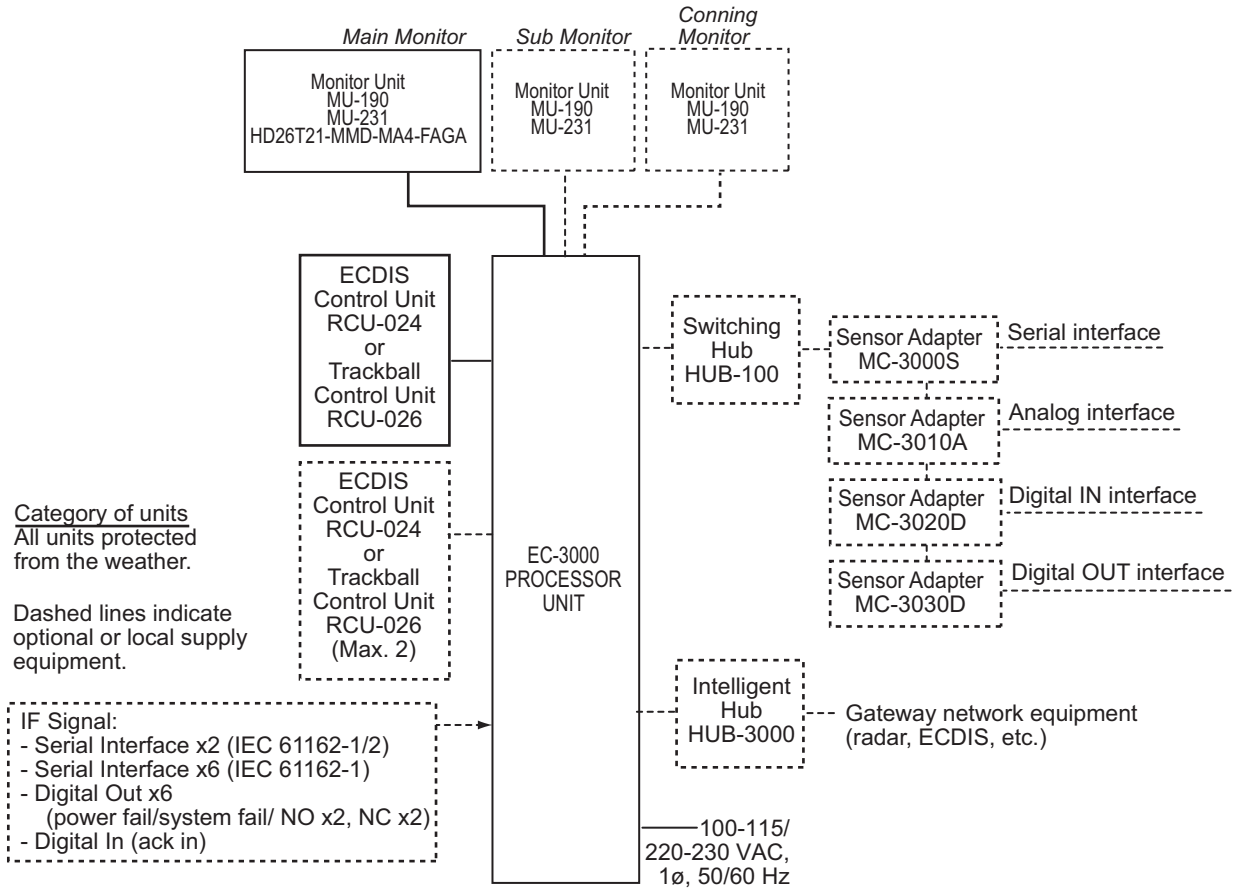 Main Monitor
Monitor Unit
MU-190
MU-231
HD26T21-MMD-MA4-FAGA
Sub Monitor
Monitor Unit
MU-190
MU-231
Conning
Monitor
Monitor Unit
MU-190
MU-231
ECDIS
Control Unit
RCU-024
or
Trackball
Control Unit
RCU-026
ECDIS
Control Unit
RCU-024
or
Trackball
Control Unit
RCU-026
(Max. 2)
Category of units
All units protected
from the weather.
Dashed lines indicate
optional or local supply
equipment.
IF Signal:
- Serial Interface x2 (IEC 61162-1/2)
- Serial Interface x6 (IEC 61162-1)
- Digital Out x6
(power fail/system fail/ NO x2, NC x2)
- Digital In (ack in)
EC-3000
PROCESSOR
UNIT
Switching
Hub
HUB-100
Sensor Adapter
MC-3000S
Serial interface
Sensor Adapter
MC-3010A
Analog interface
Sensor Adapter
MC-3020D
Digital IN interface
Sensor Adapter
MC-3030D
Digital OUT interface
Intelligent
Hub
HUB-3000
Gateway network equipment
(radar, ECDIS, etc.)
100-115/
220-230 VAC,
1ø, 50/60 Hz